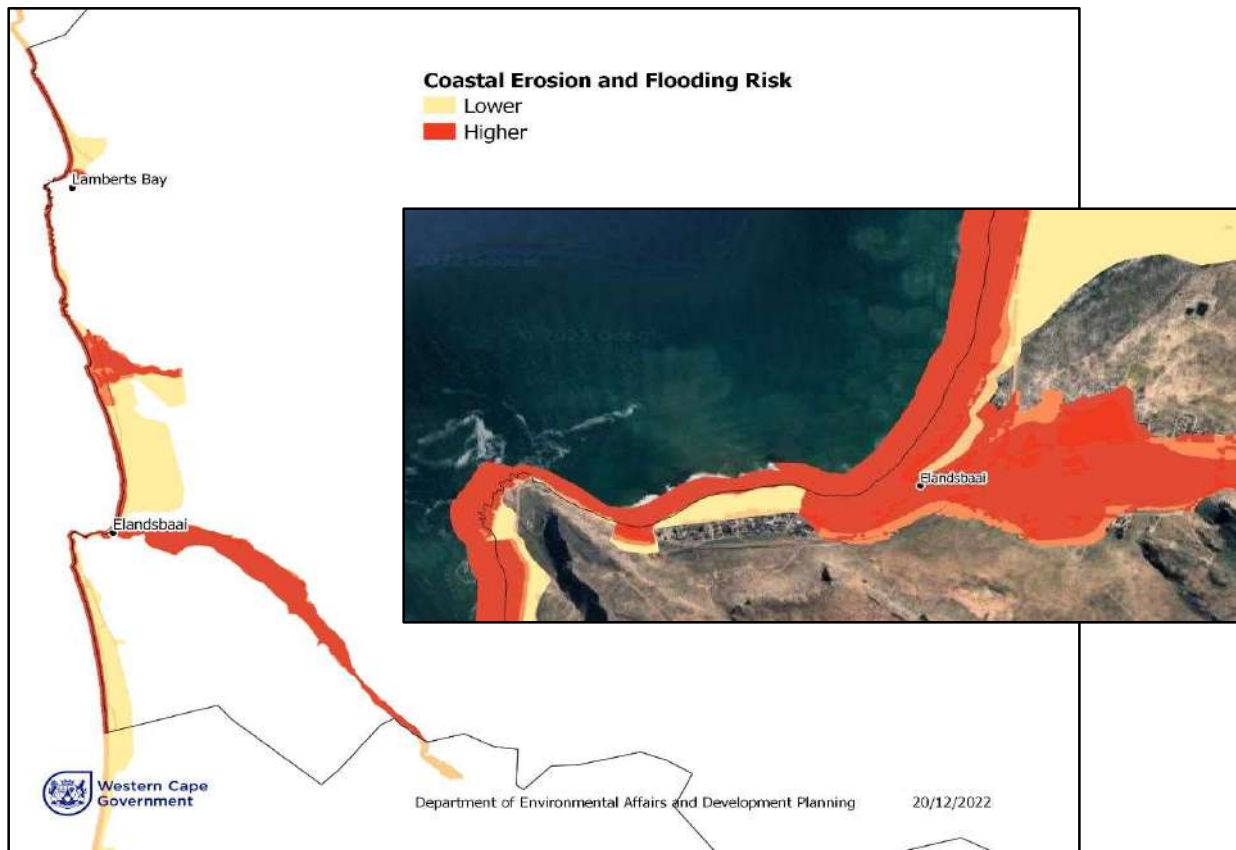 Coastal Erosion and Flooding Risk
Lower
Higher
Lamberts Bay
Elandsbaai
Elandsbaai
Western Cape
Government
Department of Environmental Affairs and Development Planning
20/12/2022